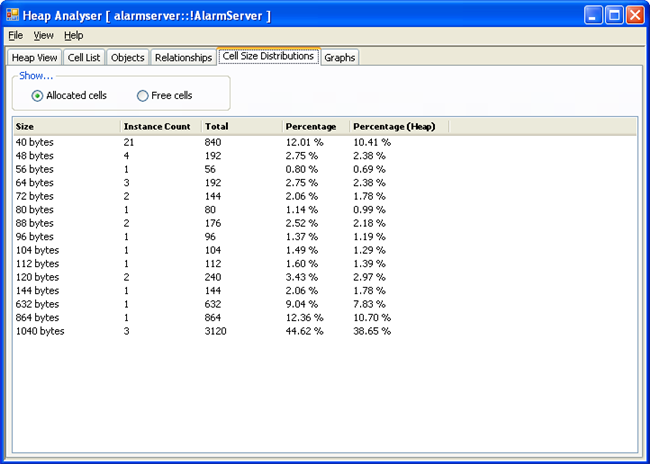 Heap Analyser [ alarmserver::!AlarmServer ]
File View Help
Heap View Cell List Objects Relationships Cell Size Distributions Graphs
Show...
Allocated cells Free cells
Size Instance Count Total Percentage Percentage (Heap)
40 bytes 21 840 12.01 % 10.41 %
48 bytes 4 192 2.75 % 2.38 %
56 bytes 1 56 0.80 % 0.69 %
64 bytes 3 192 2.75 % 2.38 %
72 bytes 2 144 2.06 % 1.78 %
80 bytes 1 80 1.14 % 0.99 %
88 bytes 2 176 2.52 % 2.18 %
96 bytes 1 96 1.37 % 1.19 %
104 bytes 1 104 1.49 % 1.29 %
112 bytes 1 112 1.60 % 1.39 %
120 bytes 2 240 3.43 % 2.97 %
144 bytes 1 144 2.06 % 1.78 %
632 bytes 1 632 9.04 % 7.83 %
864 bytes 1 864 12.36 % 10.70 %
1040 bytes 3 3120 44.62 % 38.65 %